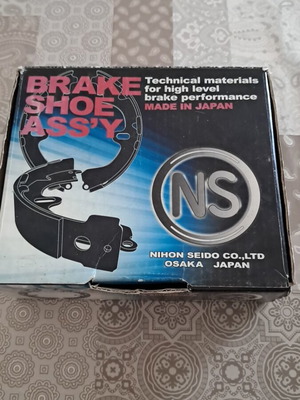 BRAKE
SHOE
ASS'Y
Technical materials
for high level
brake performance
MADE IN JAPAN
NS
NIHON SEIDO CO.,LTD
OSAKA JAPAN